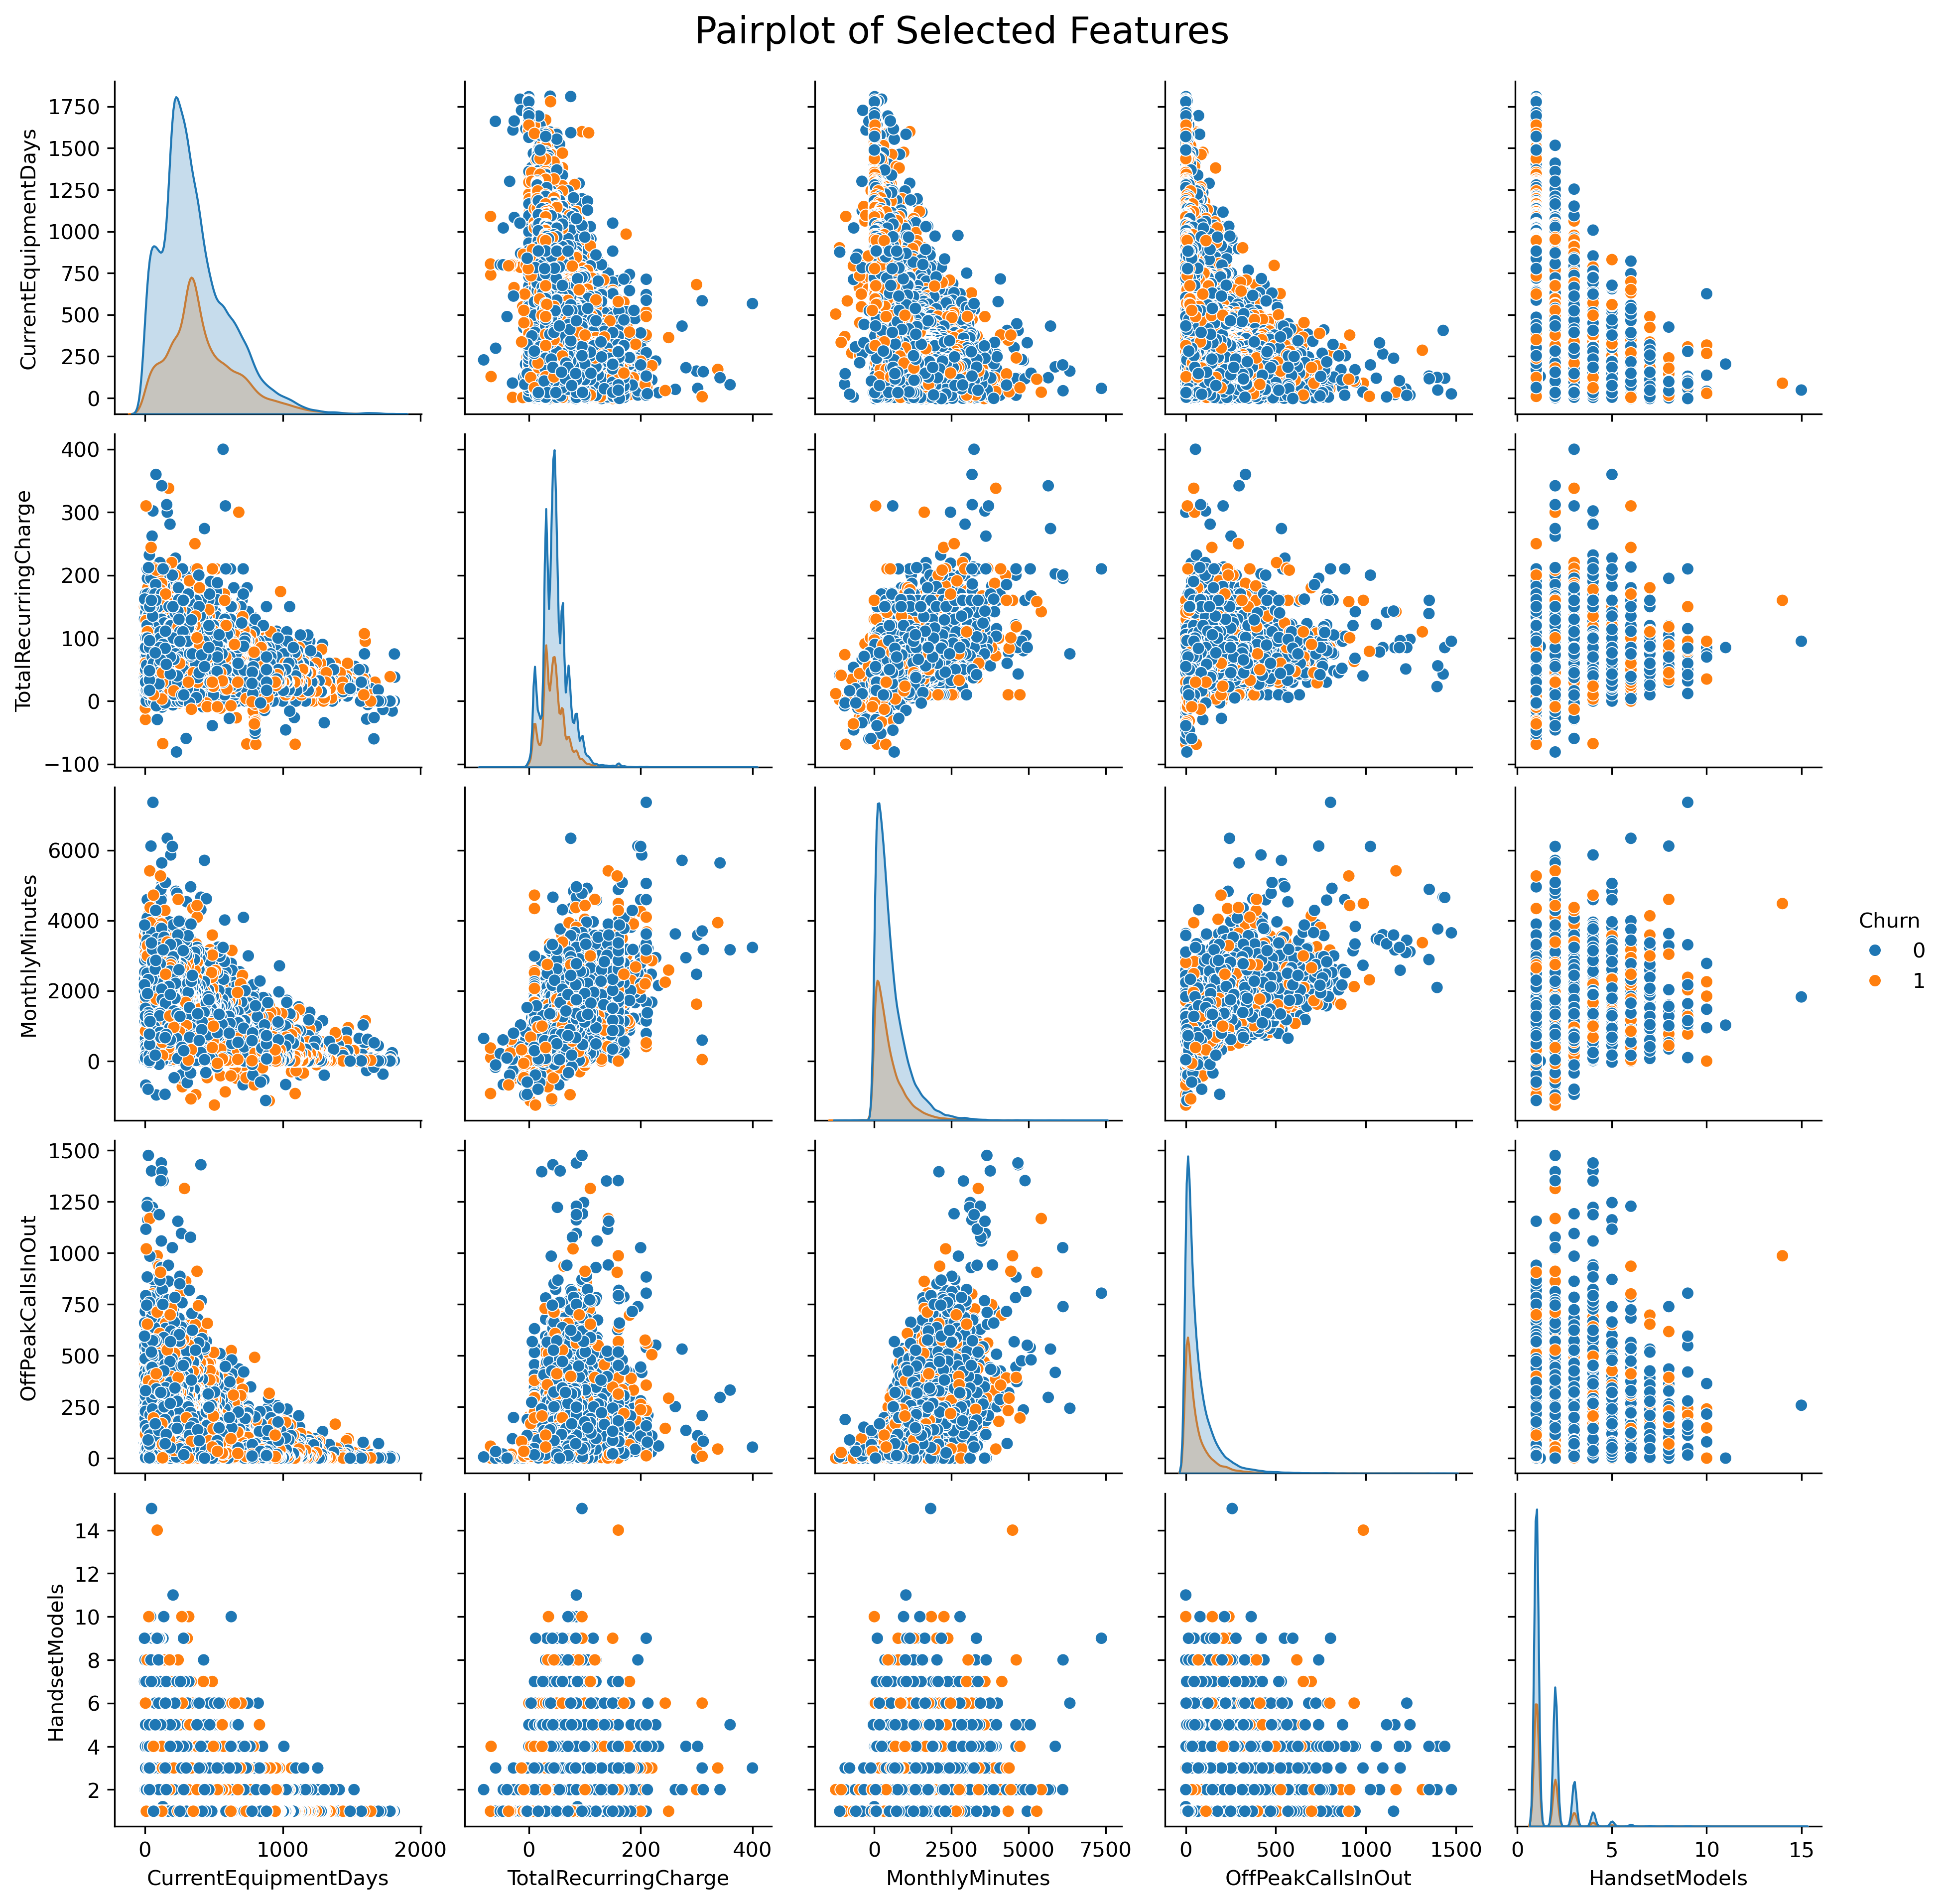 Pairplot of Selected Features
CurrentEquipmentDays
1750
1500
1250
1000
750
500
250
0
TotalRecurringCharge
400
300
200
100
0
−100
MonthlyMinutes
6000
4000
2000
0
Churn
0
1
OffPeakCallsInOut
1500
1250
1000
750
500
250
0
HandsetModels
14
12
10
8
6
4
2
0 1000 2000
0 200 400
0 2500 5000 7500
0 500 1000 1500
0 5 10 15
CurrentEquipmentDays
TotalRecurringCharge
MonthlyMinutes
OffPeakCallsInOut
HandsetModels